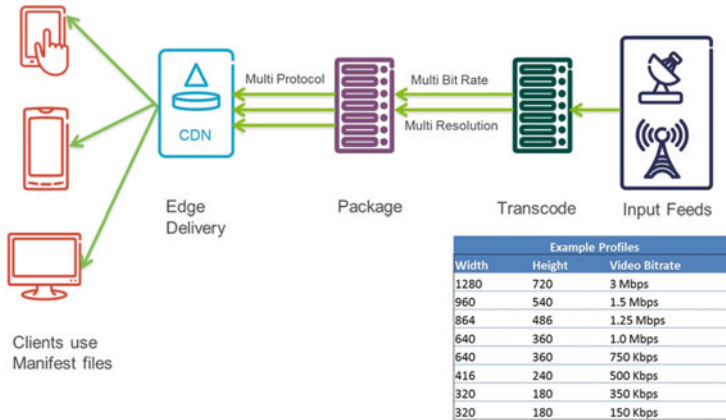 Multi Protocol
Multi Bit Rate
CDN
Multi Resolution
Edge
Delivery
Package
Transcode
Input Feeds
Clients use
Manifest files
Example Profiles
Width Height Video Bitrate
1280 720 3 Mbps
960 540 1.5 Mbps
864 486 1.25 Mbps
640 360 1.0 Mbps
640 360 750 Kbps
416 240 500 Kbps
320 180 350 Kbps
320 180 150 Kbps